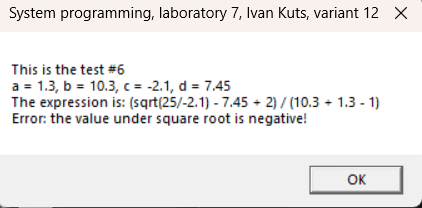 System programming, laboratory 7, Ivan Kuts, variant 12
This is the test #6
a = 1.3, b = 10.3, c = -2.1, d = 7.45
The expression is: (sqrt(25/-2.1) - 7.45 + 2) / (10.3 + 1.3 - 1)
Error: the value under square root is negative!
OK